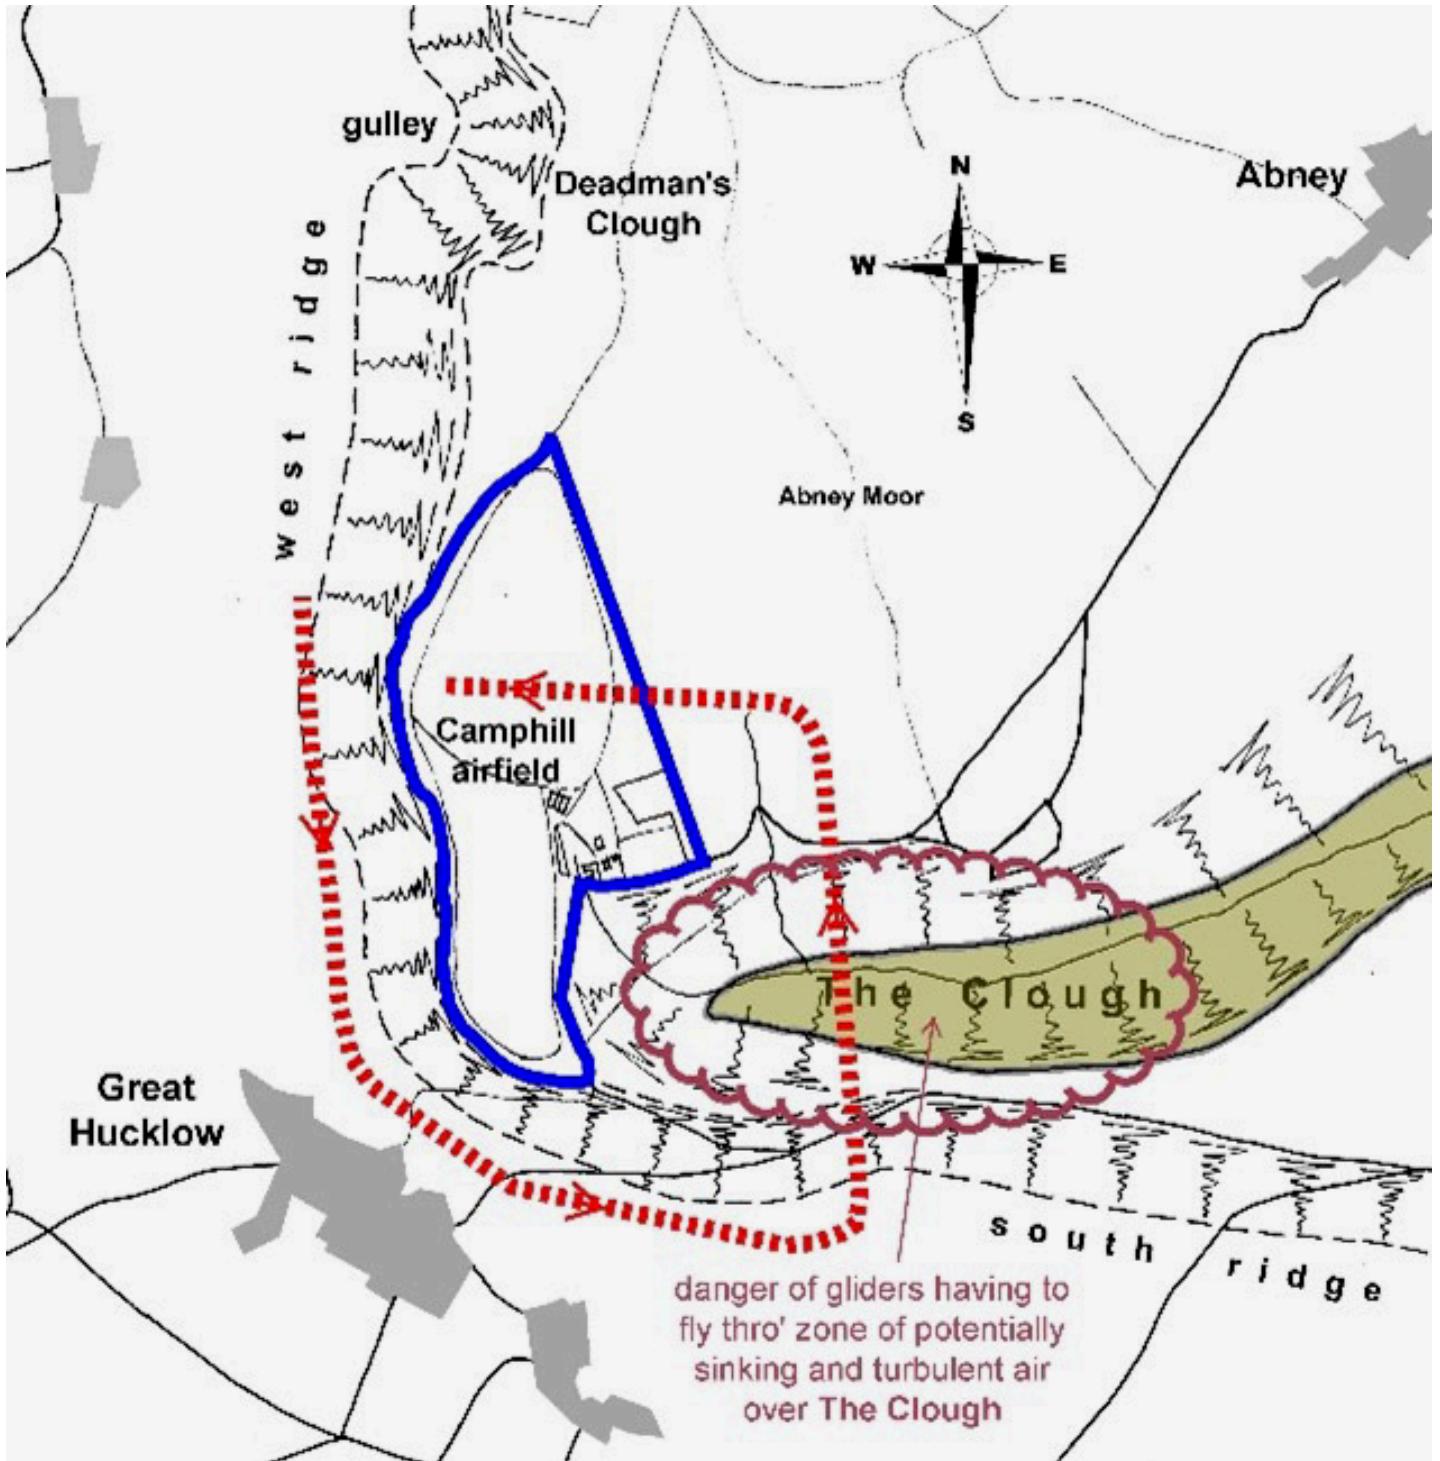 gulley
Deadman's
Clough
N
W
E
S
Abney
west ridge
Abney Moor
Camphill
airfield
The Clough
Great
Hucklow
south ridge
danger of gliders having to
fly thro' zone of potentially
sinking and turbulent air
over The Clough